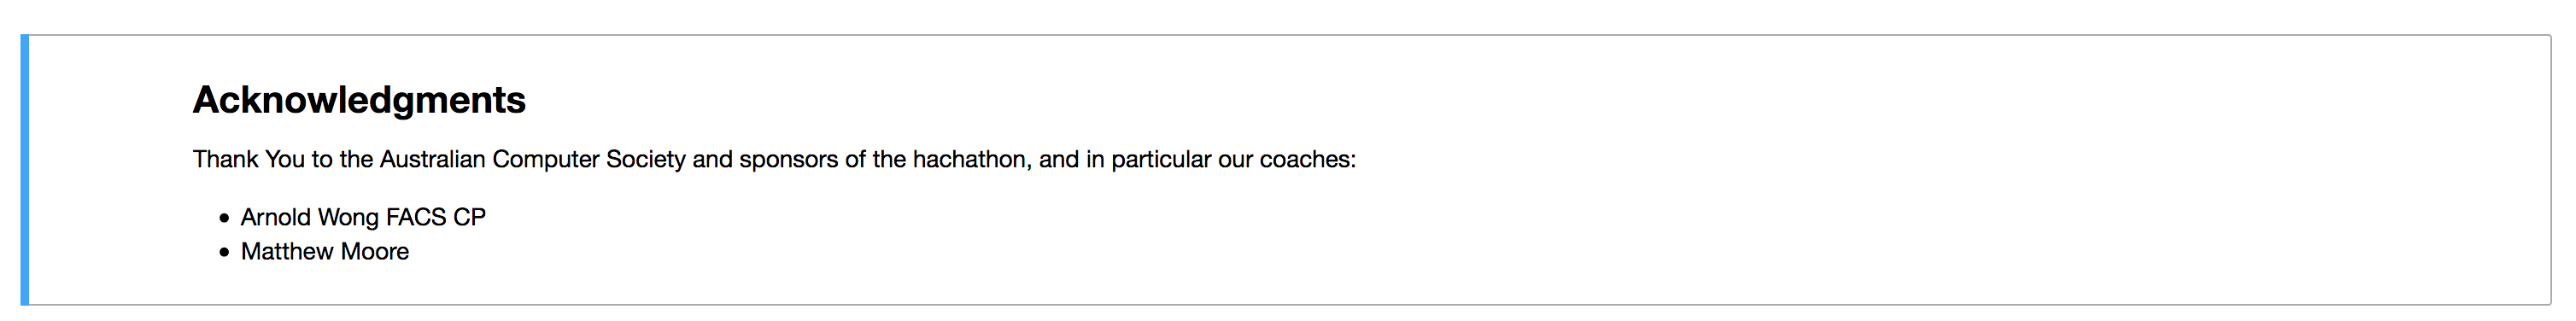 Acknowledgments
Thank You to the Australian Computer Society and sponsors of the hachathon, and in particular our coaches:
Arnold Wong FACS CP
Matthew Moore